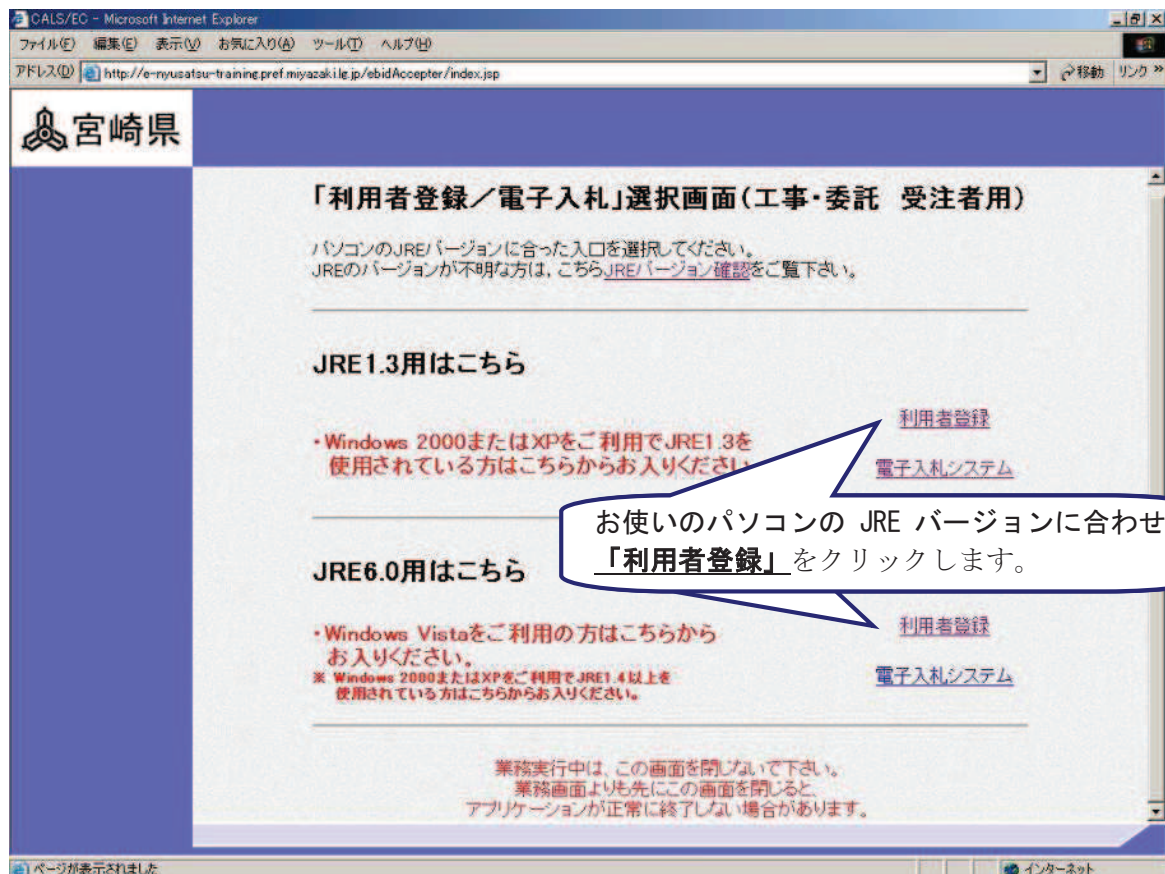 CALS/EC - Microsoft Internet Explorer
ファイル(F) 編集(E) 表示(V) お気に入り(A) ツール(T) ヘルプ(H)
アドレス(D) http://e-nyusatsu-training.pref.miyazaki.lg.jp/ebidAccepter/index.jsp 移動 リンク »
宮崎県
「利用者登録／電子入札」選択画面(工事・委託 受注者用)
パソコンのJREバージョンに合った入口を選択してください。
JREのバージョンが不明な方は、こちらJREバージョン確認をご覧下さい。
JRE1.3用はこちら
利用者登録
・Windows 2000またはXPをご利用でJRE1.3を
使用されている方はこちらからお入りください
電子入札システム
お使いのパソコンの JRE バージョンに合わせ
「利用者登録」をクリックします。
JRE6.0用はこちら
利用者登録
・Windows Vistaをご利用の方はこちらから
お入りください。
※ Windows 2000またはXPをご利用でJRE1.4以上を
使用されている方はこちらからお入りください。
電子入札システム
業務実行中は、この画面を閉じないで下さい。
業務画面よりも先にこの画面を閉じると、
アプリケーションが正常に終了しない場合があります。
ページが表示されました インターネット